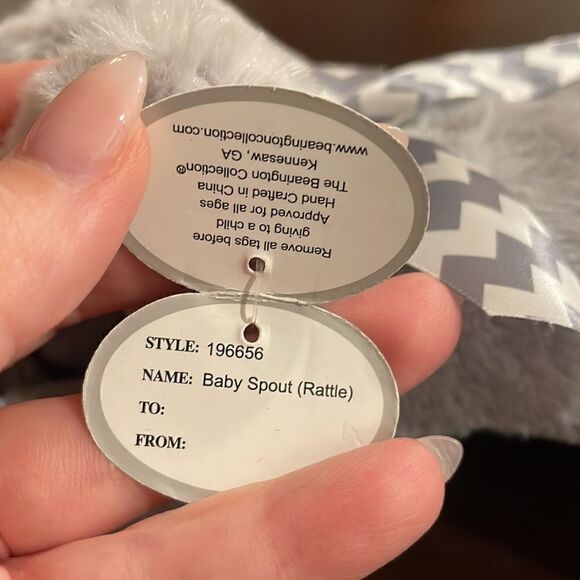 Remove all tags before
giving to a child
Approved for all ages
Hand Crafted in China
The Bearington Collection®
Kennesaw, GA
www.bearingtoncollection.com
STYLE: 196656
NAME: Baby Spout (Rattle)
TO:
FROM: